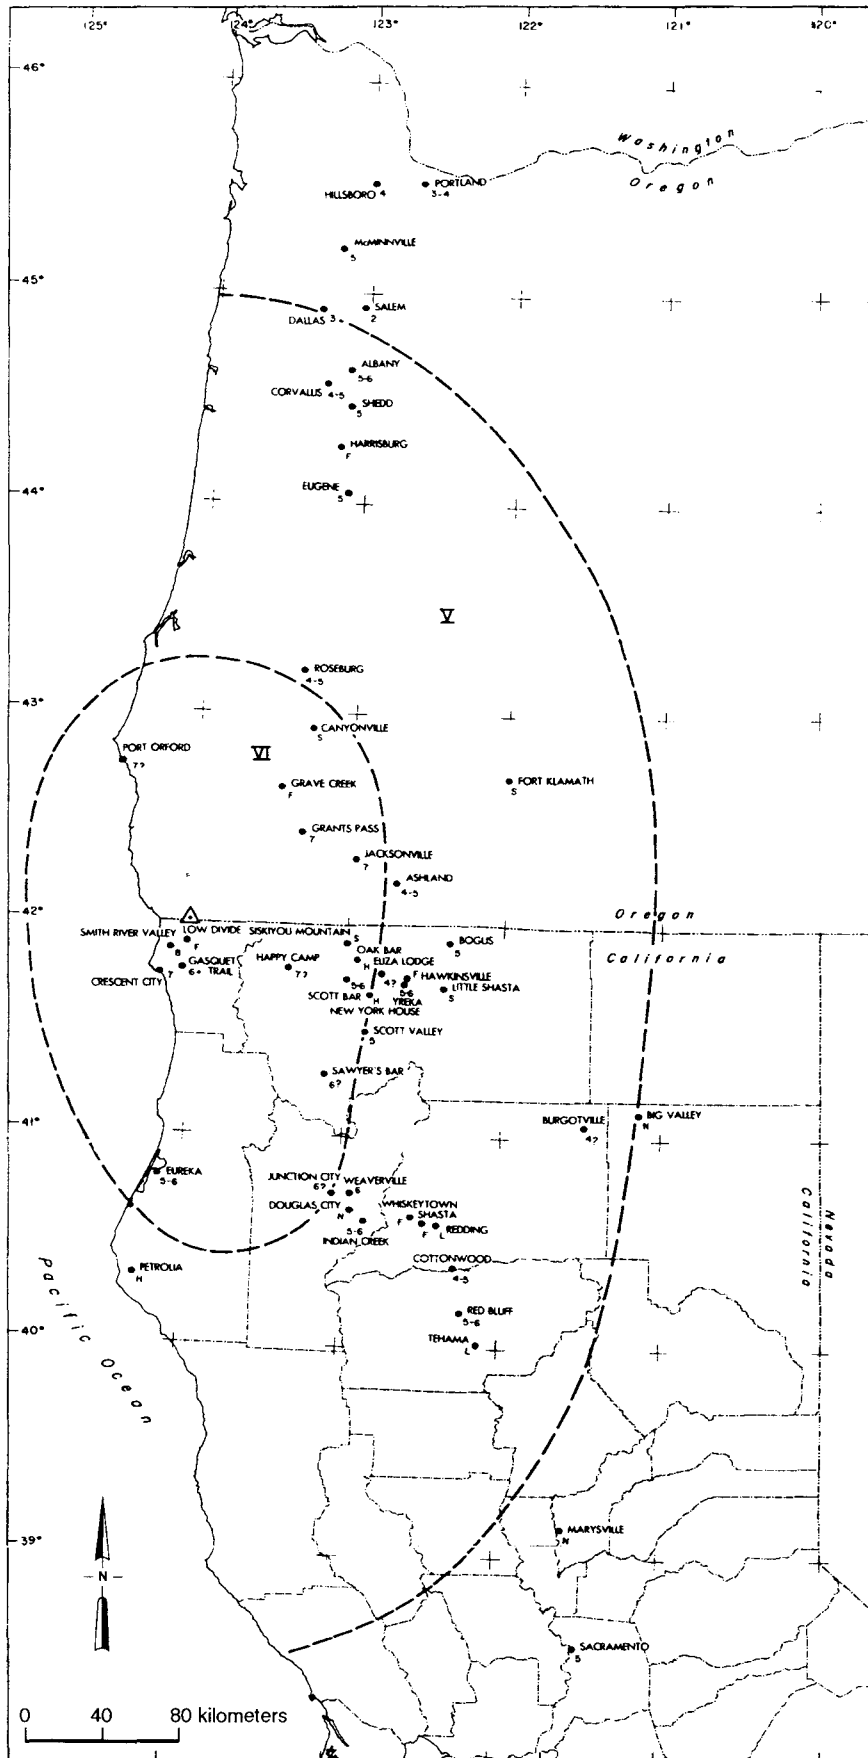 125° 124° 123° 122° 121° 120°
46°
Washington
Oregon
HILLSBORO 4
PORTLAND
3-4
McMINNVILLE
5
45°
DALLAS 3
SALEM
2
ALBANY
5-6
CORVALLIS 4-5
SHEDD
5
HARRISBURG
F
EUGENE
5
44°
V
ROSEBURG
4-5
43°
CANYONVILLE
S
PORT ORFORD
7?
VI
GRAVE CREEK
F
FORT KLAMATH
S
GRANTS PASS
7
JACKSONVILLE
7
ASHLAND
4-5
42°
Oregon
California
SMITH RIVER VALLEY
8
LOW DIVIDE
F
SISKIYOU MOUNTAIN
S
BOGUS
5
OAK BAR
H
GASQUET
TRAIL
6+
HAPPY CAMP
7?
ELIZA LODGE
4?
CRESCENT CITY
7
F HAWKINSVILLE
5-6
YREKA
LITTLE SHASTA
S
5-6
SCOTT BAR
H
NEW YORK HOUSE
SCOTT VALLEY
5
SAWYER'S BAR
6?
41°
BURGOTVILLE
4?
BIG VALLEY
N
EUREKA
5-6
JUNCTION CITY
6?
WEAVERVILLE
6
DOUGLAS CITY
N
WHISKEYTOWN
F
SHASTA
F
REDDING
L
5-6
INDIAN CREEK
California
Nevada
PETROLIA
H
COTTONWOOD
4-5
RED BLUFF
5-6
40°
TEHAMA
L
Pacific Ocean
39°
MARYSVILLE
N
N
SACRAMENTO
5
0 40 80 kilometers